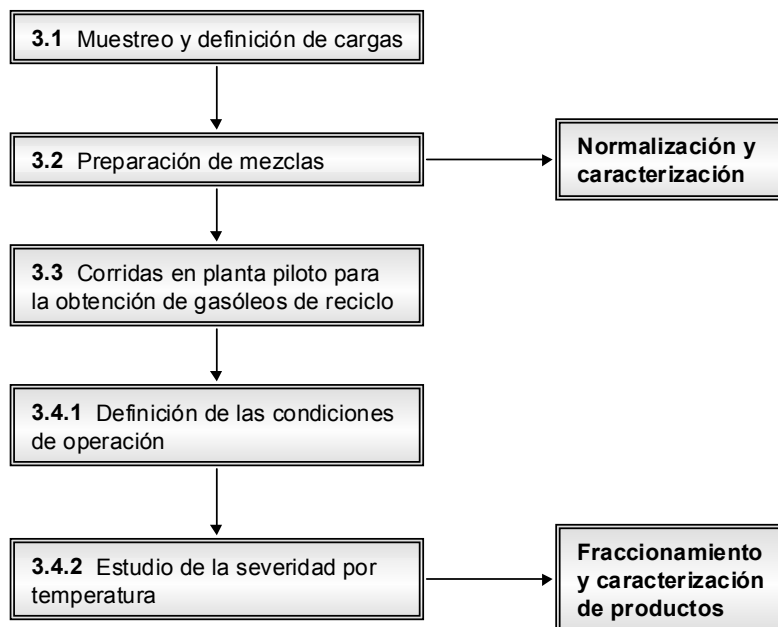 3.1 Muestreo y definición de cargas
3.2 Preparación de mezclas
Normalización y
caracterización
3.3 Corridas en planta piloto para
la obtención de gasóleos de reciclo
3.4.1 Definición de las condiciones
de operación
3.4.2 Estudio de la severidad por
temperatura
Fraccionamiento
y caracterización
de productos